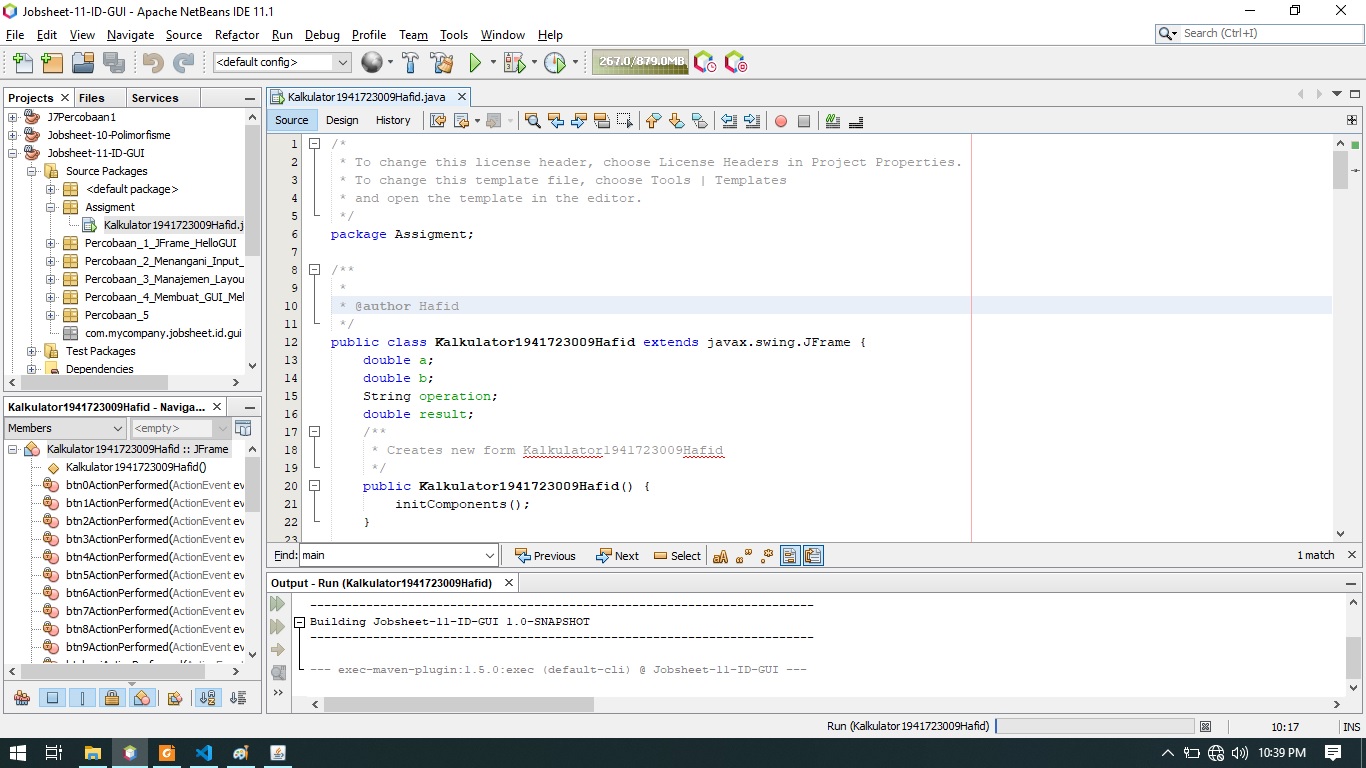 Jobsheet-11-ID-GUI - Apache NetBeans IDE 11.1
File Edit View Navigate Source Refactor Run Debug Profile Team Tools Window Help
Search (Ctrl+I)
<default config>
267.0/879.0MB
Projects Files Services
J7Percobaan1
Jobsheet-10-Polimorfisme
Jobsheet-11-ID-GUI
Source Packages
<default package>
Assigment
Kalkulator1941723009Hafid.j
Percobaan_1_JFrame_HelloGUI
Percobaan_2_Menangani_Input_
Percobaan_3_Manajemen_Layou
Percobaan_4_Membuat_GUI_Mel
Percobaan_5
com.mycompany.jobsheet.id.gui
Test Packages
Dependencies
Kalkulator1941723009Hafid - Naviga...
Members <empty>
Kalkulator1941723009Hafid :: JFrame
Kalkulator1941723009Hafid()
btn0ActionPerformed(ActionEvent ev
btn1ActionPerformed(ActionEvent ev
btn2ActionPerformed(ActionEvent ev
btn3ActionPerformed(ActionEvent ev
btn4ActionPerformed(ActionEvent ev
btn5ActionPerformed(ActionEvent ev
btn6ActionPerformed(ActionEvent ev
btn7ActionPerformed(ActionEvent ev
btn8ActionPerformed(ActionEvent ev
btn9ActionPerformed(ActionEvent ev
Kalkulator1941723009Hafid.java
Source Design History
1 /*
2 * To change this license header, choose License Headers in Project Properties.
3 * To change this template file, choose Tools | Templates
4 * and open the template in the editor.
5 */
6 package Assigment;
7
8 /**
9 *
10 * @author Hafid
11 */
12 public class Kalkulator1941723009Hafid extends javax.swing.JFrame {
13 double a;
14 double b;
15 String operation;
16 double result;
17 /**
18 * Creates new form Kalkulator1941723009Hafid
19 */
20 public Kalkulator1941723009Hafid() {
21 initComponents();
22 }
23
Find: main Previous Next Select 1 match
Output - Run (Kalkulator1941723009Hafid)
------------------------------------------------------------------------
Building Jobsheet-11-ID-GUI 1.0-SNAPSHOT
------------------------------------------------------------------------
--- exec-maven-plugin:1.5.0:exec (default-cli) @ Jobsheet-11-ID-GUI ---
Run (Kalkulator1941723009Hafid) 10:17 INS
10:39 PM